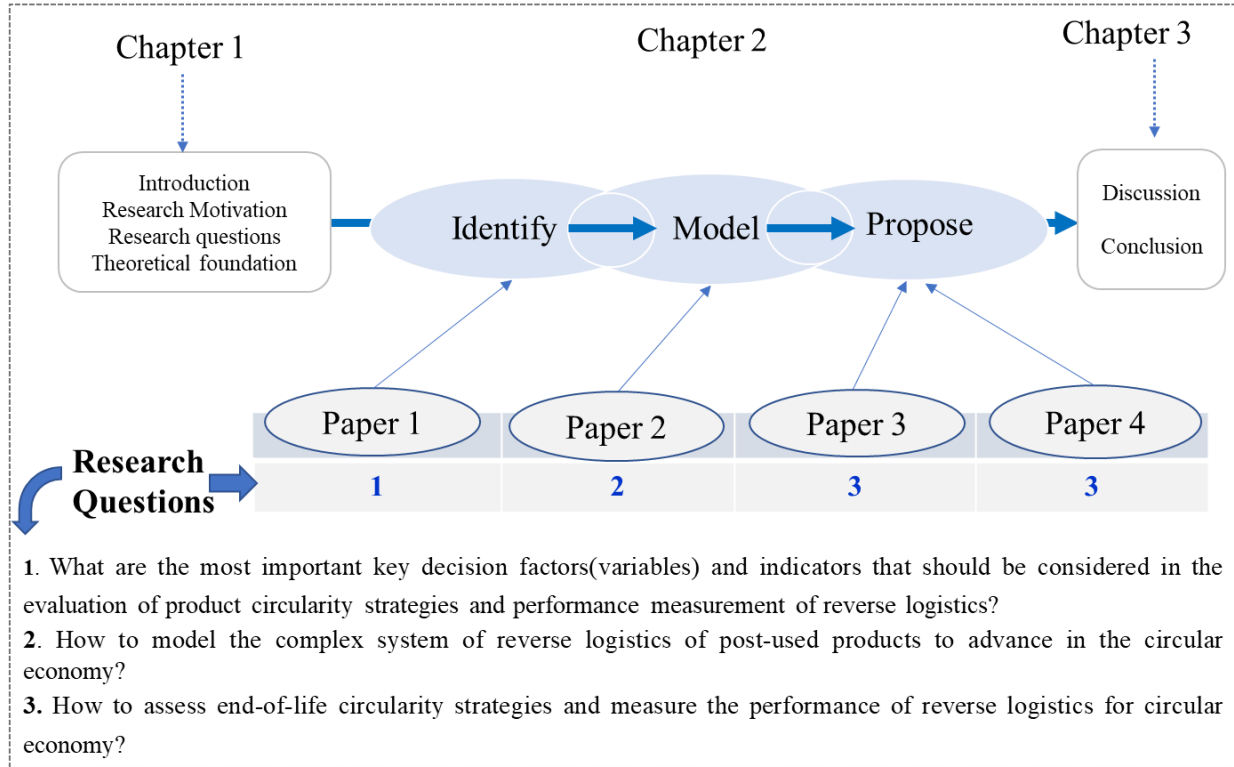 Chapter 1
Chapter 2
Chapter 3
Introduction
Research Motivation
Research questions
Theoretical foundation
Identify
Model
Propose
Discussion
Conclusion
Paper 1
Paper 2
Paper 3
Paper 4
Research
Questions
1
2
3
3
1. What are the most important key decision factors(variables) and indicators that should be considered in the
evaluation of product circularity strategies and performance measurement of reverse logistics?
2. How to model the complex system of reverse logistics of post-used products to advance in the circular
economy?
3. How to assess end-of-life circularity strategies and measure the performance of reverse logistics for circular
economy?